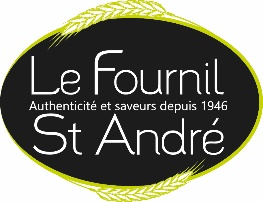 Le Fournil
Authenticité et saveurs depuis 1946
St André